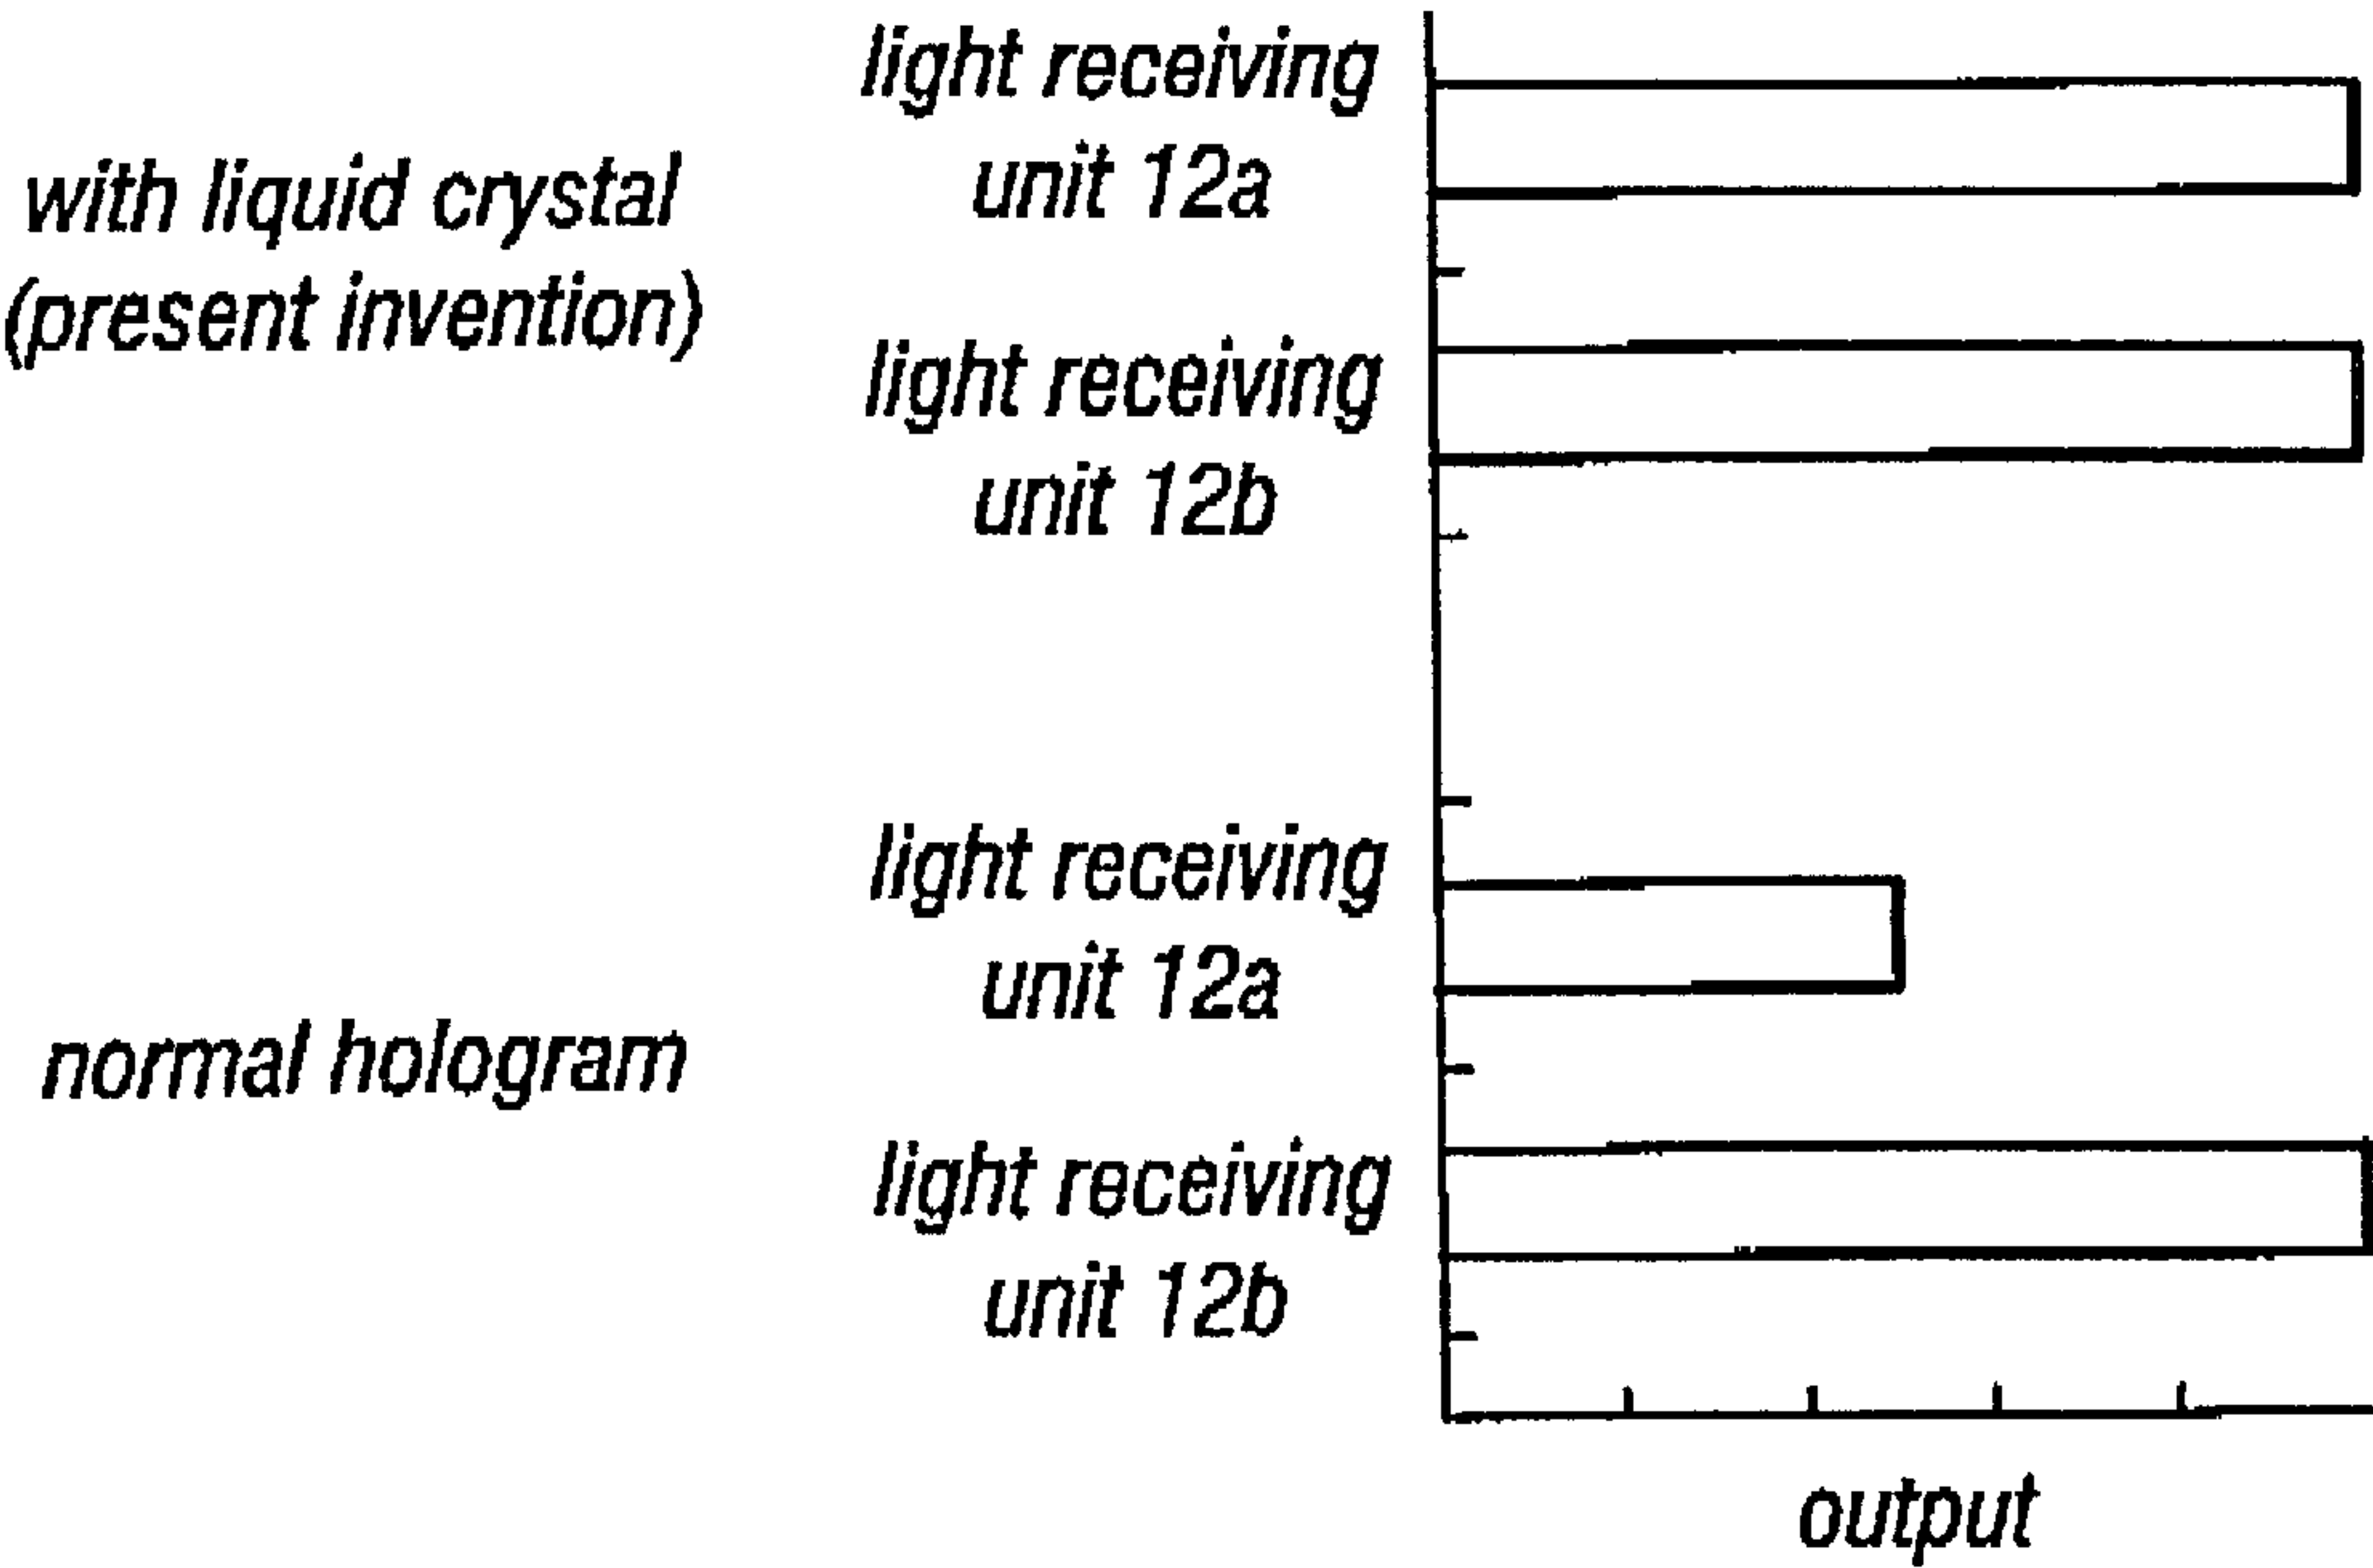 light receiving
unit 12a
with liquid crystal
(present invention)
light receiving
unit 12b
light receiving
unit 12a
normal hologram
light receiving
unit 12b
output